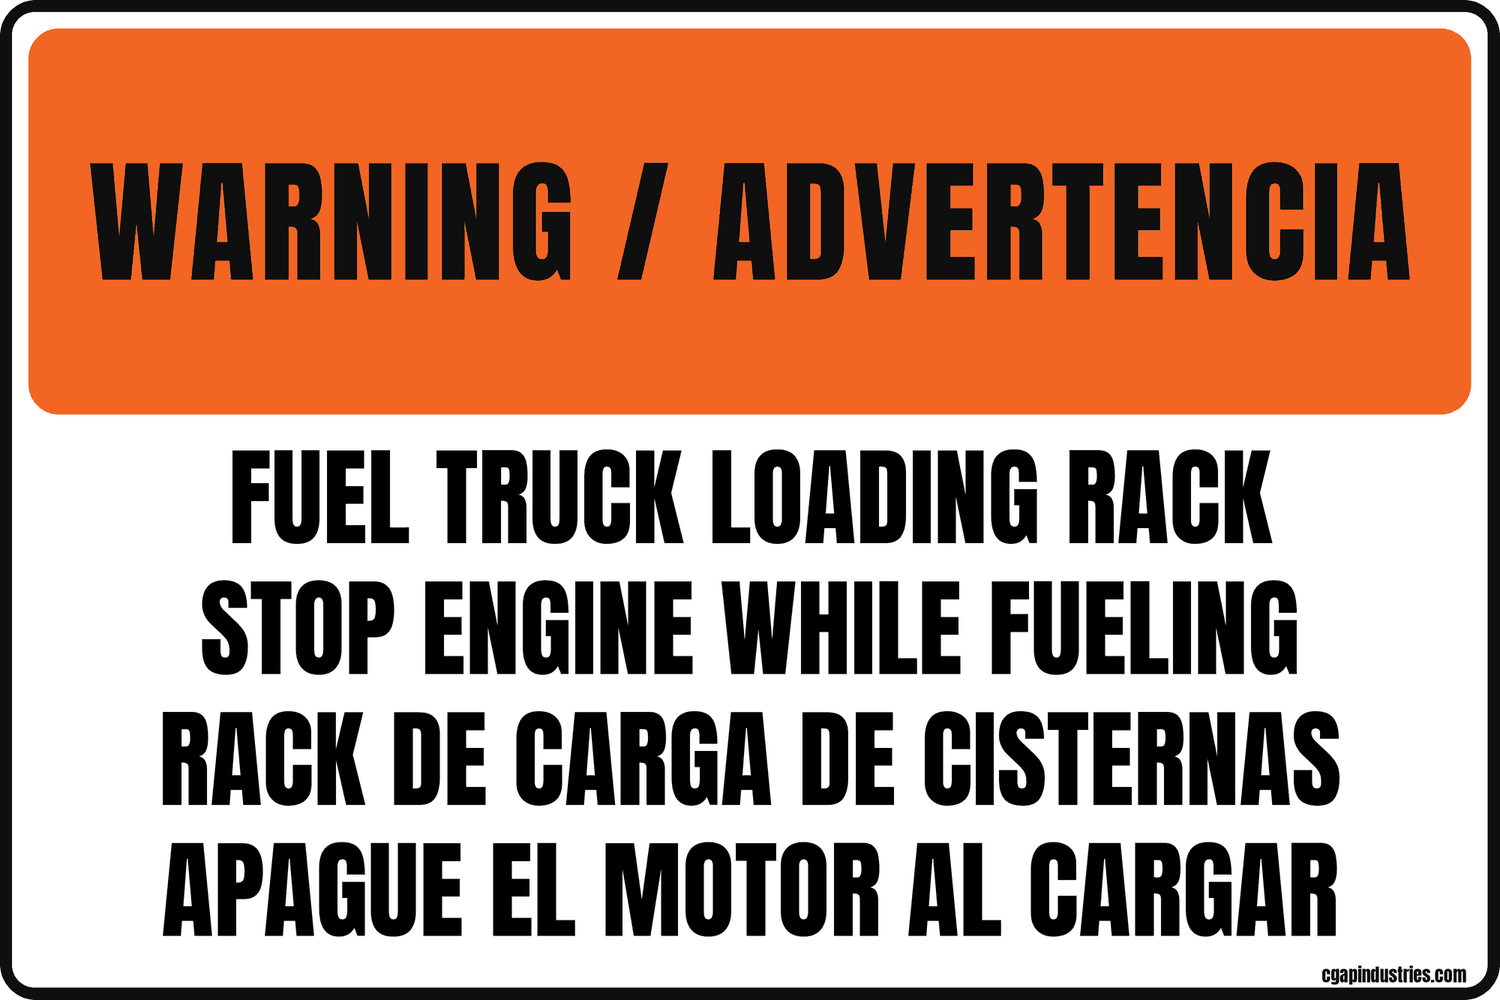 WARNING / ADVERTENCIA
FUEL TRUCK LOADING RACK
STOP ENGINE WHILE FUELING
RACK DE CARGA DE CISTERNAS
APAGUE EL MOTOR AL CARGAR
cgapindustries.com